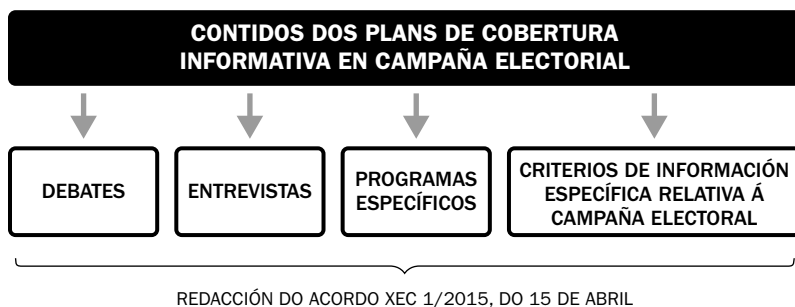 CONTIDOS DOS PLANS DE COBERTURA
INFORMATIVA EN CAMPAÑA ELECTORIAL
DEBATES
ENTREVISTAS
PROGRAMAS
ESPECÍFICOS
CRITERIOS DE INFORMACIÓN
ESPECÍFICA RELATIVA Á
CAMPAÑA ELECTORAL
REDACCIÓN DO ACORDO XEC 1/2015, DO 15 DE ABRIL